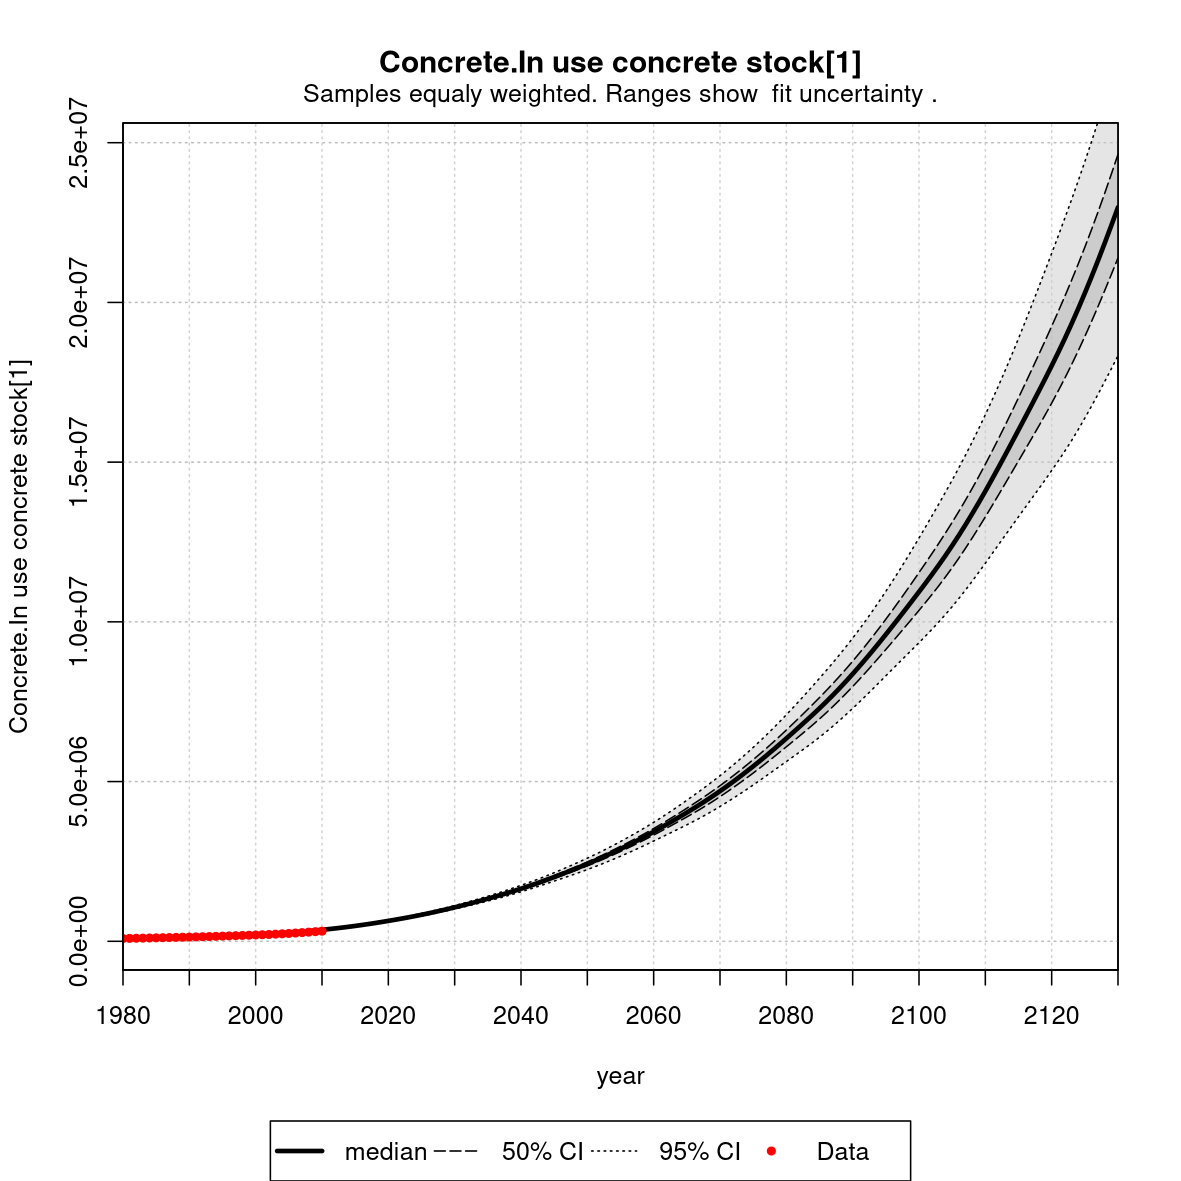 Concrete.In use concrete stock[1]
Samples equaly weighted. Ranges show  fit uncertainty .
Concrete.In use concrete stock[1]
2.5e+07
2.0e+07
1.5e+07
1.0e+07
5.0e+06
0.0e+00
1980 2000 2020 2040 2060 2080 2100 2120
year
median 50% CI 95% CI Data